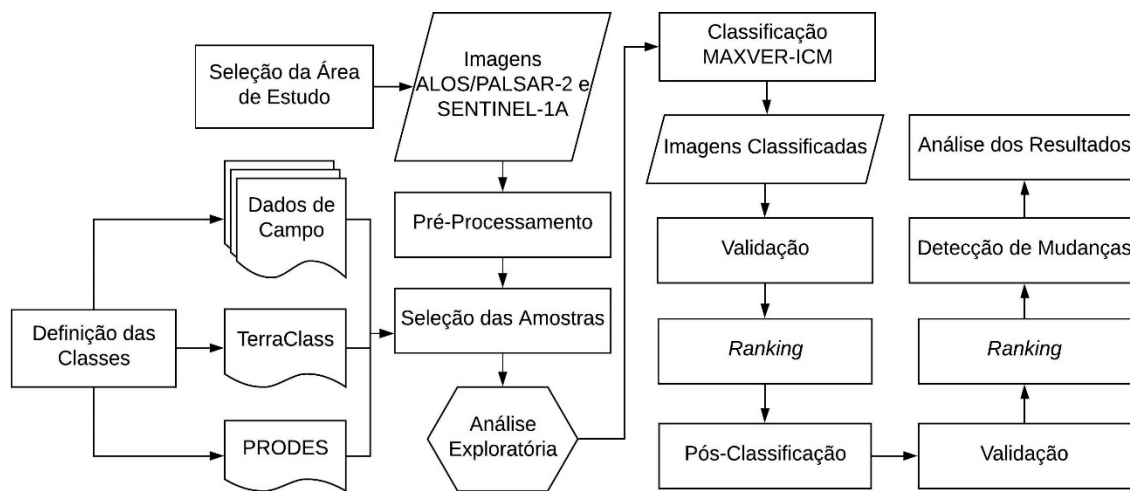 Seleção da Área
de Estudo
Imagens
ALOS/PALSAR-2 e
SENTINEL-1A
Pré-Processamento
Definição das
Classes
Dados de
Campo
TerraClass
PRODES
Seleção das Amostras
Análise
Exploratória
Classificação
MAXVER-ICM
Imagens Classificadas
Validação
Ranking
Pós-Classificação
Validação
Ranking
Detecção de Mudanças
Análise dos Resultados